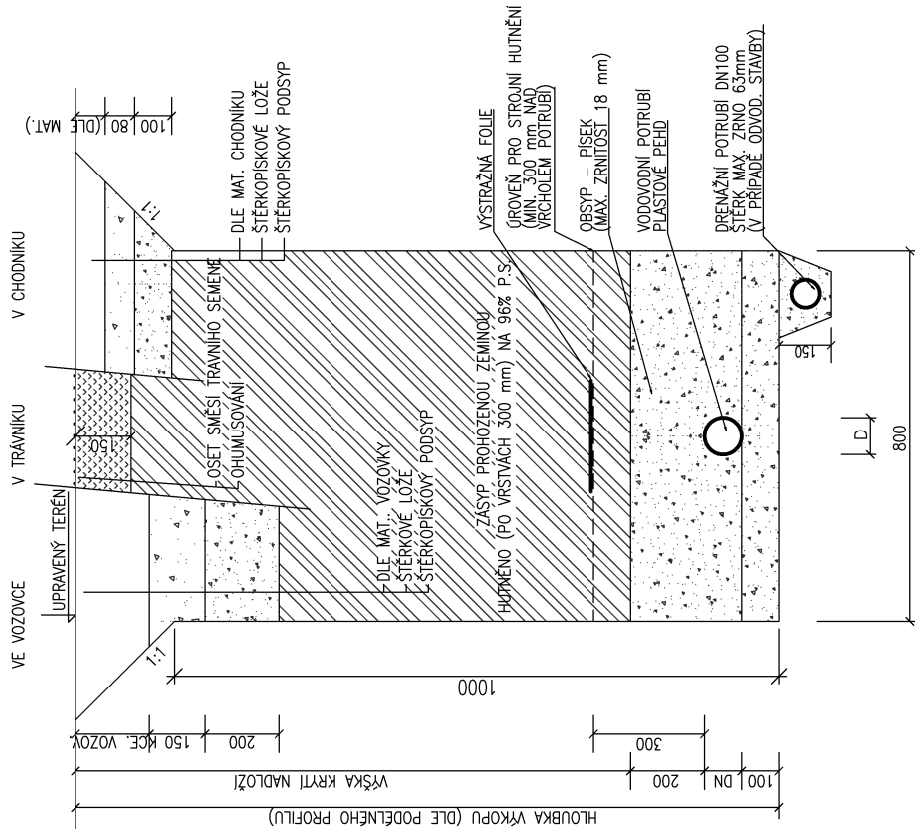 VE VOZOVCE
V TRÁVNÍKU
V CHODNÍKU
UPRAVENÝ TERÉN
1:1
1:1
150
(DLE MAT.)
80
100
DLE MAT. CHODNÍKU
ŠTĚRKOPÍSKOVÉ LOŽE
ŠTĚRKOPÍSKOVÝ PODSYP
OSET SMĚSÍ TRAVNÍHO SEMENE
OHUMUSOVÁNÍ
DLE MAT. VOZOVKY
ŠTĚRKOVÉ LOŽE
ŠTĚRKOPÍSKOVÝ PODSYP
ZÁSYP PROHOZENOU ZEMINOU
HUTNĚNO (PO VRSTVÁCH 300 mm) NA 96% P.S.
VÝSTRAŽNÁ FOLIE
ÚROVEŇ PRO STROJNÍ HUTNĚNÍ
(MIN. 300 mm NAD
VRCHOLEM POTRUBÍ)
OBSYP - PÍSEK
(MAX. ZRNITOST 18 mm)
VODOVODNÍ POTRUBÍ
PLASTOVÉ PEHD
DRENÁŽNÍ POTRUBÍ DN100
ŠTĚRK MAX. ZRNO 63mm
(V PŘÍPADĚ ODVOD. STAVBY)
KCE. VOZOV.
150
200
1000
300
VÝŠKA KRYTÍ NADLOŽÍ
200
DN
100
HLOUBKA VÝKOPU (DLE PODÉLNÉHO PROFILU)
150
D
800